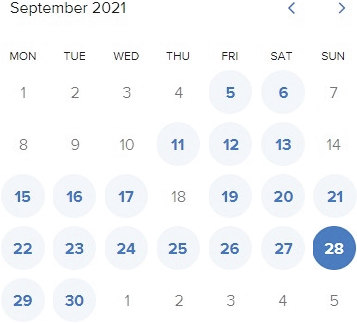 September 2021
MON TUE WED THU FRI SAT SUN
1 2 3 4 5 6 7
8 9 10 11 12 13 14
15 16 17 18 19 20 21
22 23 24 25 26 27 28
29 30 1 2 3 4 5